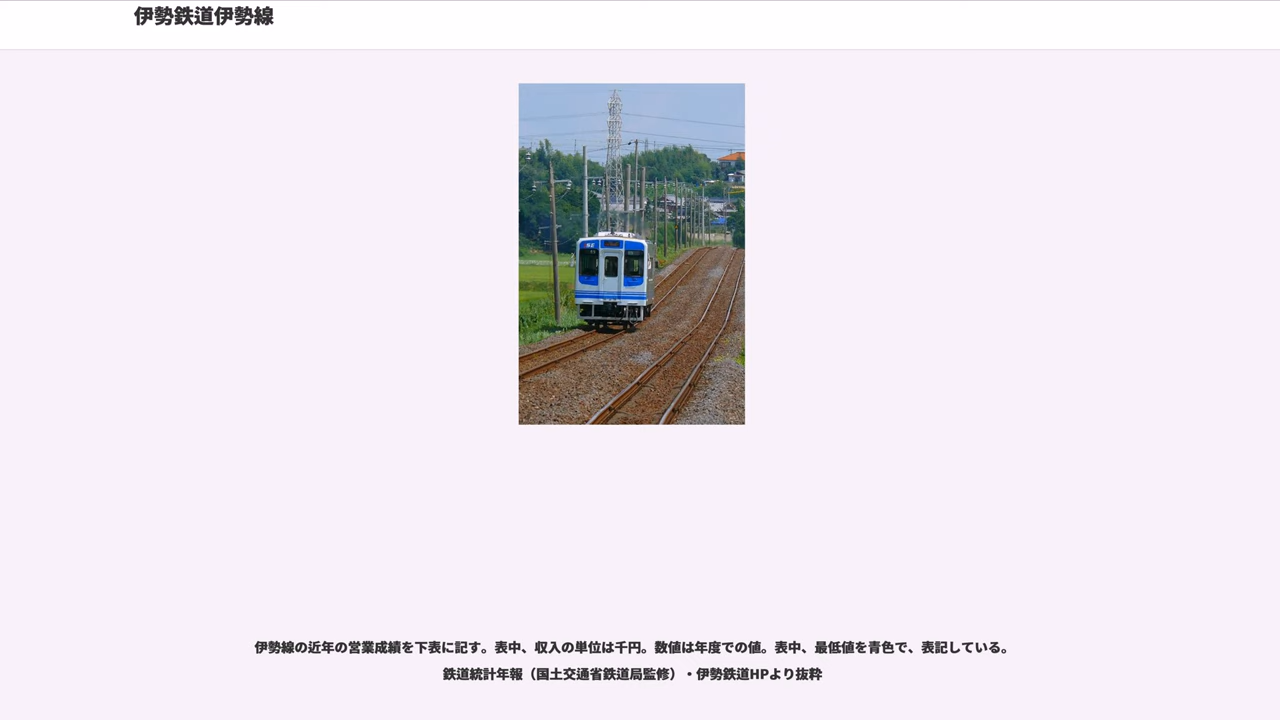 伊勢鉄道伊勢線
伊勢線の近年の営業成績を下表に記す。表中、収入の単位は千円。数値は年度での値。表中、最低値を青色で、表記している。
鉄道統計年報（国土交通省鉄道局監修）・伊勢鉄道HPより抜粋